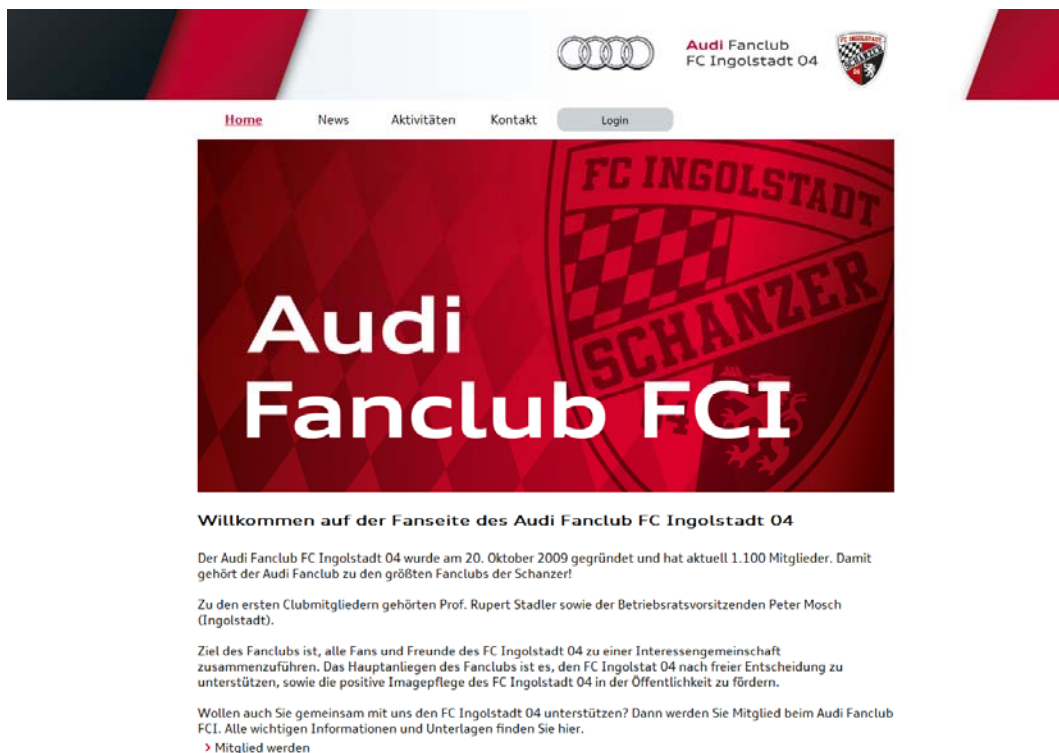 Audi Fanclub
FC Ingolstadt 04
FC INGOLSTADT
SCHANZER
04
Home
News
Aktivitäten
Kontakt
Login
FC INGOLSTADT
SCHANZER
04
Audi
Fanclub FCI
Willkommen auf der Fanseite des Audi Fanclub FC Ingolstadt 04
Der Audi Fanclub FC Ingolstadt 04 wurde am 20. Oktober 2009 gegründet und hat aktuell 1.100 Mitglieder. Damit
gehört der Audi Fanclub zu den größten Fanclubs der Schanzer!
Zu den ersten Clubmitgliedern gehörten Prof. Rupert Stadler sowie der Betriebsratsvorsitzenden Peter Mosch
(Ingolstadt).
Ziel des Fanclubs ist, alle Fans und Freunde des FC Ingolstadt 04 zu einer Interessengemeinschaft
zusammenzuführen. Das Hauptanliegen des Fanclubs ist es, den FC Ingolstat 04 nach freier Entscheidung zu
unterstützen, sowie die positive Imagepflege des FC Ingolstadt 04 in der Öffentlichkeit zu fördern.
Wollen auch Sie gemeinsam mit uns den FC Ingolstadt 04 unterstützen? Dann werden Sie Mitglied beim Audi Fanclub
FCI. Alle wichtigen Informationen und Unterlagen finden Sie hier.
› Mitglied werden